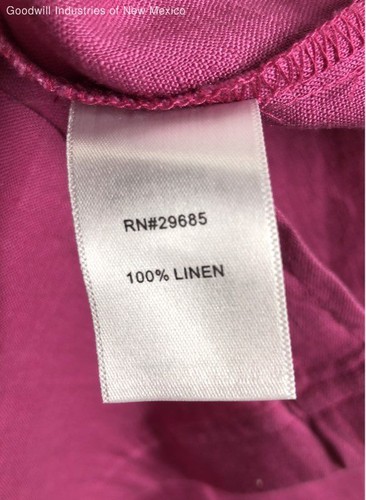 Goodwill Industries of New Mexico
RN#29685
100% LINEN